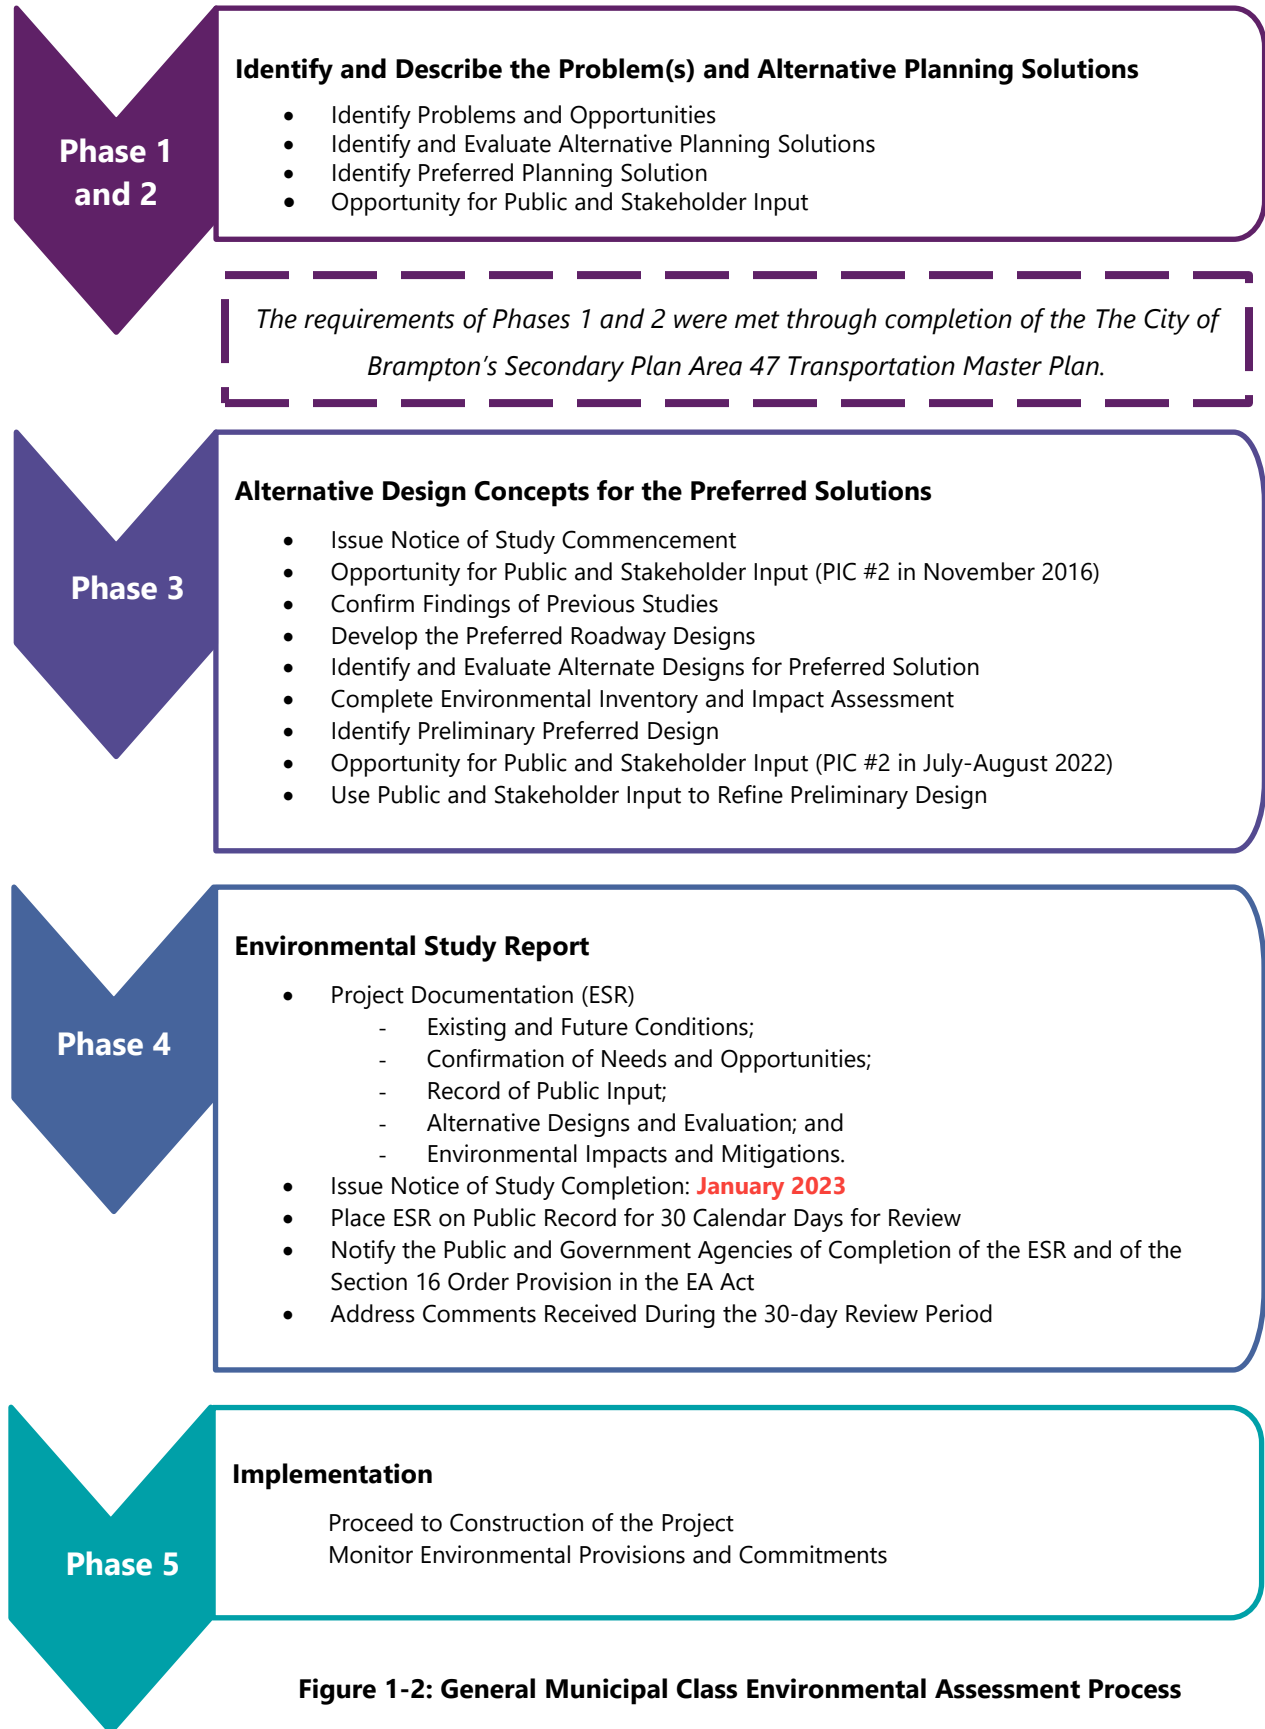 Phase 1
and 2
Identify and Describe the Problem(s) and Alternative Planning Solutions
• Identify Problems and Opportunities
• Identify and Evaluate Alternative Planning Solutions
• Identify Preferred Planning Solution
• Opportunity for Public and Stakeholder Input
The requirements of Phases 1 and 2 were met through completion of the The City of
Brampton's Secondary Plan Area 47 Transportation Master Plan.
Phase 3
Alternative Design Concepts for the Preferred Solutions
• Issue Notice of Study Commencement
• Opportunity for Public and Stakeholder Input (PIC #2 in November 2016)
• Confirm Findings of Previous Studies
• Develop the Preferred Roadway Designs
• Identify and Evaluate Alternate Designs for Preferred Solution
• Complete Environmental Inventory and Impact Assessment
• Identify Preliminary Preferred Design
• Opportunity for Public and Stakeholder Input (PIC #2 in July-August 2022)
• Use Public and Stakeholder Input to Refine Preliminary Design
Phase 4
Environmental Study Report
• Project Documentation (ESR)
- Existing and Future Conditions;
- Confirmation of Needs and Opportunities;
- Record of Public Input;
- Alternative Designs and Evaluation; and
- Environmental Impacts and Mitigations.
• Issue Notice of Study Completion: January 2023
• Place ESR on Public Record for 30 Calendar Days for Review
• Notify the Public and Government Agencies of Completion of the ESR and of the
Section 16 Order Provision in the EA Act
• Address Comments Received During the 30-day Review Period
Phase 5
Implementation
Proceed to Construction of the Project
Monitor Environmental Provisions and Commitments
Figure 1-2: General Municipal Class Environmental Assessment Process